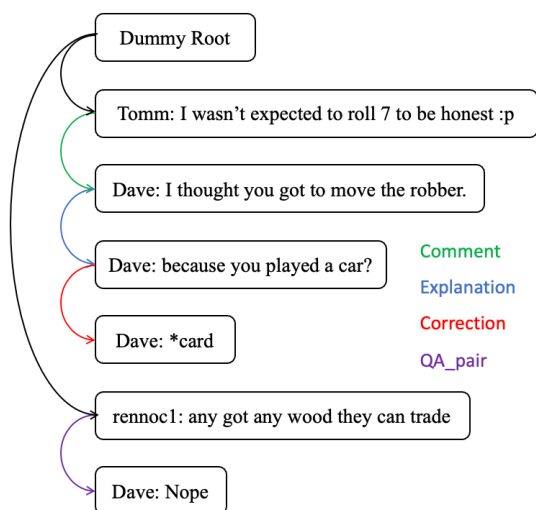 Dummy Root
Tomm: I wasn't expected to roll 7 to be honest :p
Dave: I thought you got to move the robber.
Dave: because you played a car?
Dave: *card
rennoc1: any got any wood they can trade
Dave: Nope
Comment
Explanation
Correction
QA_pair